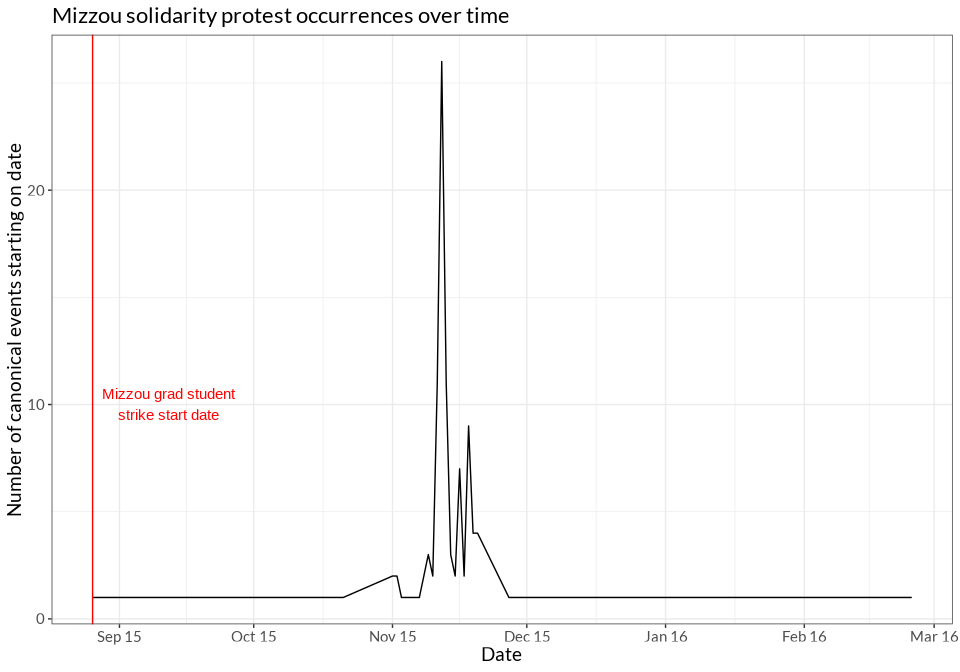 Mizzou solidarity protest occurrences over time
Number of canonical events starting on date
20
10
0
Mizzou grad student
strike start date
Sep 15
Oct 15
Nov 15
Dec 15
Jan 16
Feb 16
Mar 16
Date